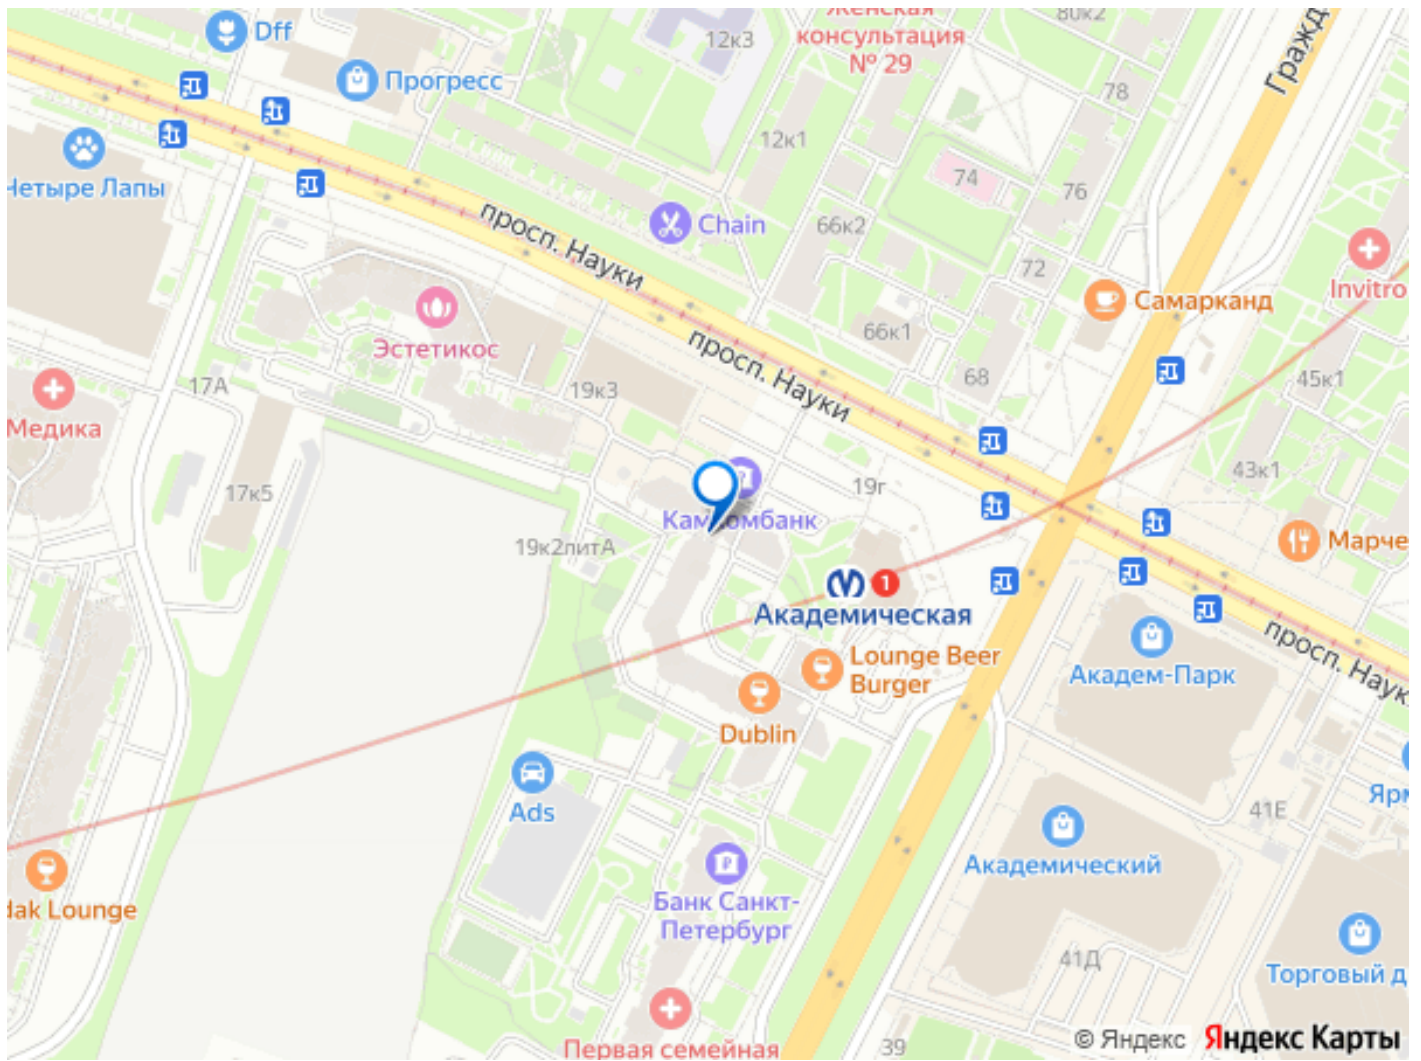 Женская
консультация
№ 29
80к2
Гражд
Dff
12к3
Прогресс
78
12к1
Четыре Лапы
74
76
просп. Науки
Chain
66к2
72
Самарканд
Invitro
Эстетикос
66к1
просп. Науки
68
45к1
17А
19к3
Медика
43к1
17к5
19г
Камкомбанк
19к2литА
Марче
1
Академическая
просп. Наук
Lounge Beer
Burger
Академ-Парк
Dublin
Ads
Ярм
41Е
Академический
dak Lounge
Банк Санкт-
Петербург
41Д
Торговый д
Первая семейная
39
© Яндекс
Яндекс Карты